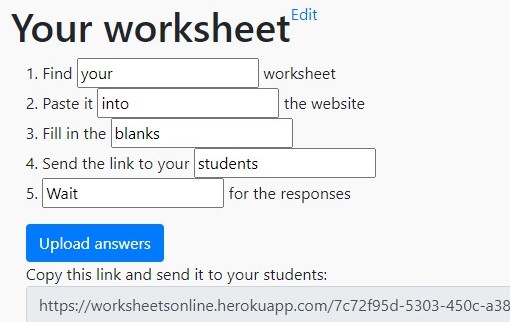 Your worksheet Edit
1. Find your worksheet
2. Paste it into the website
3. Fill in the blanks
4. Send the link to your students
5. Wait for the responses
Upload answers
Copy this link and send it to your students:
https://worksheetsonline.herokuapp.com/7c72f95d-5303-450c-a38